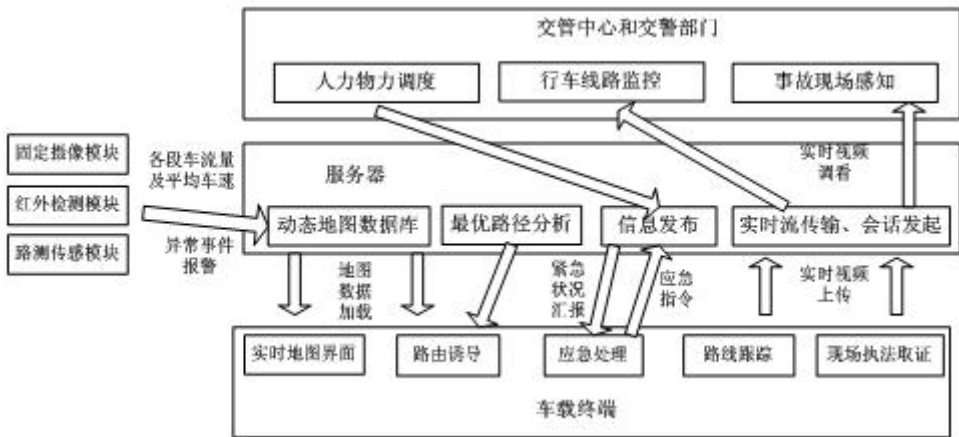 交管中心和交警部门
人力物力调度
行车线路监控
事故现场感知
固定摄像模块
红外检测模块
路测传感模块
各段车流量
及平均车速
异常事件
报警
服务器
实时视频
调看
动态地图数据库
最优路径分析
信息发布
实时流传输、会话发起
地图
数据
加载
紧急
状况
汇报
应急
指令
实时视频
上传
实时地图界面
路由诱导
应急处理
路线跟踪
现场执法取证
车载终端